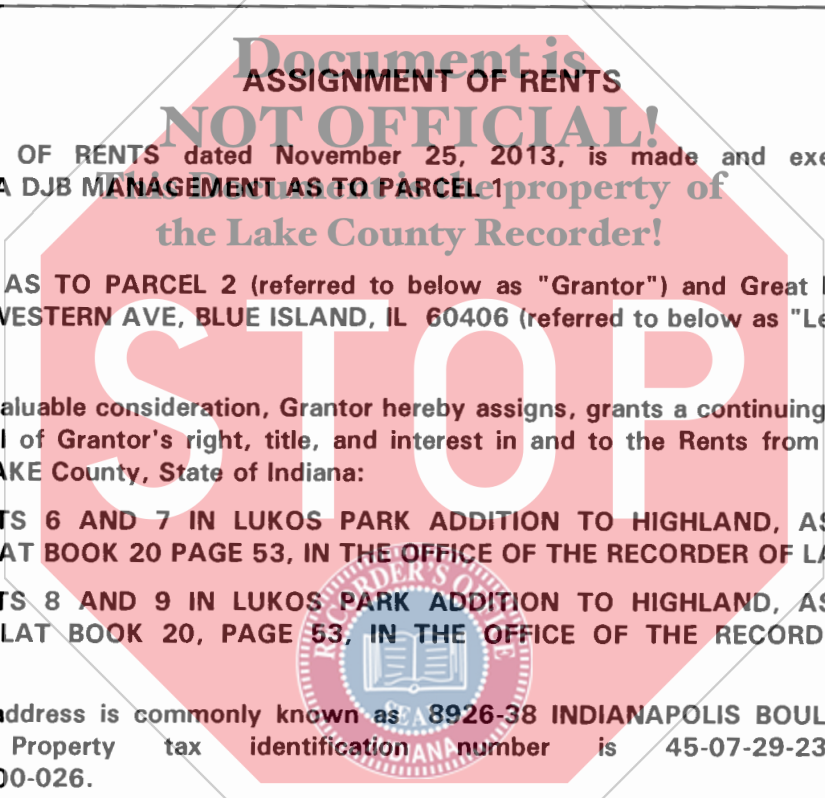 Document is
ASSIGNMENT OF RENTS
NOT OFFICIAL!
OF RENTS dated November 25, 2013, is made and exe
A DJB MANAGEMENT AS TO PARCEL 1
This Document is the property of
the Lake County Recorder!
AS TO PARCEL 2 (referred to below as "Grantor") and Great
WESTERN AVE, BLUE ISLAND, IL 60406 (referred to below as "Le
STOP
aluable consideration, Grantor hereby assigns, grants a continuing
l of Grantor's right, title, and interest in and to the Rents from
AKE County, State of Indiana:
TS 6 AND 7 IN LUKOS PARK ADDITION TO HIGHLAND, AS
AT BOOK 20 PAGE 53, IN THE OFFICE OF THE RECORDER OF LA
TS 8 AND 9 IN LUKOS PARK ADDITION TO HIGHLAND, AS
LAT BOOK 20, PAGE 53, IN THE OFFICE OF THE RECORD
RECORDER'S OFFICE
SEAL
INDIANA
address is commonly known as 8926-38 INDIANAPOLIS BOUL
Property tax identification number is 45-07-29-23
00-026.